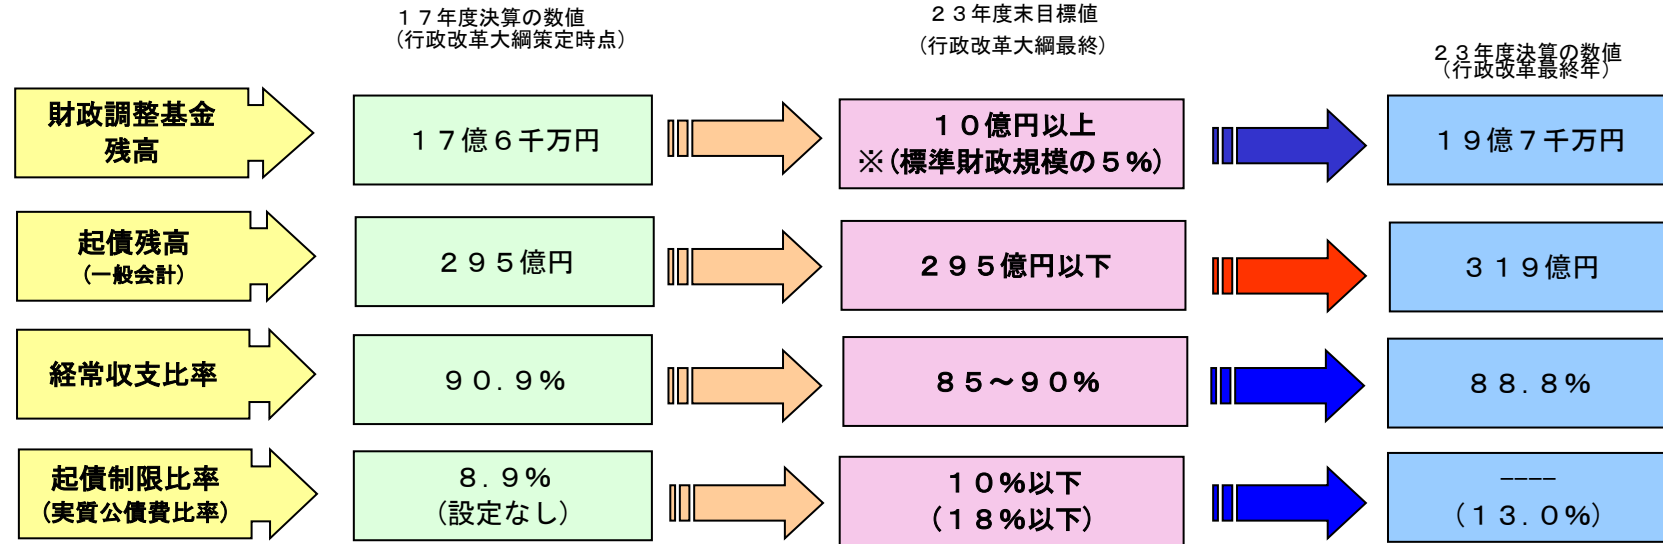 １７年度決算の数値
（行政改革大綱策定時点）
２３年度末目標値
（行政改革大綱最終）
２３年度決算の数値
（行政改革最終年）
財政調整基金
残高
１７億６千万円
１０億円以上
※（標準財政規模の５％）
１９億７千万円
起債残高
（一般会計）
２９５億円
２９５億円以下
３１９億円
経常収支比率
９０．９％
８５～９０％
８８．８％
起債制限比率
（実質公債費比率）
８．９％
（設定なし）
１０％以下
（１８％以下）
----
（１３．０％）